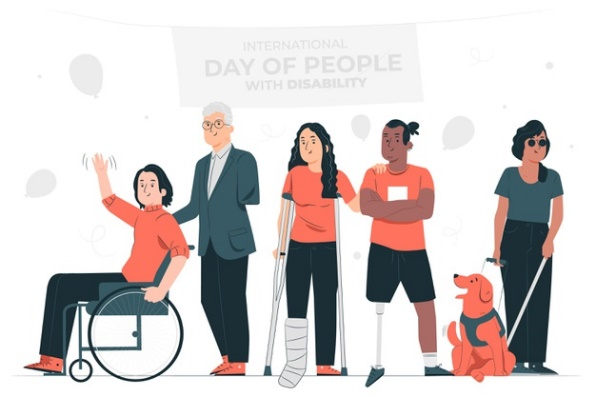 INTERNATIONAL
DAY OF PEOPLE
WITH DISABILITY